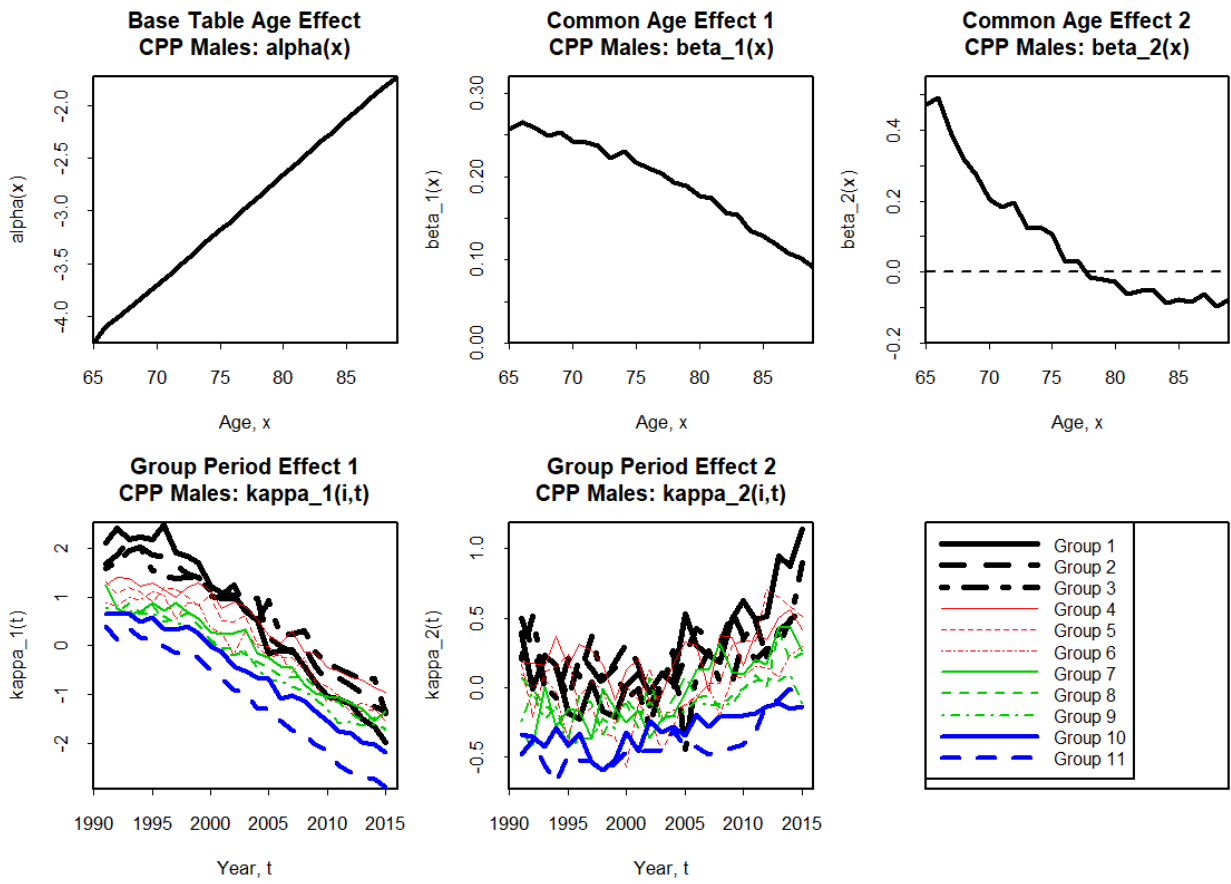 Base Table Age Effect
CPP Males: alpha(x)
alpha(x)
-2.0
-2.5
-3.0
-3.5
-4.0
65 70 75 80 85
Age, x
Common Age Effect 1
CPP Males: beta_1(x)
beta_1(x)
0.30
0.20
0.10
0.00
65 70 75 80 85
Age, x
Common Age Effect 2
CPP Males: beta_2(x)
beta_2(x)
0.4
0.2
0.0
-0.2
65 70 75 80 85
Age, x
Group Period Effect 1
CPP Males: kappa_1(i,t)
kappa_1(t)
2
1
0
-1
-2
1990 1995 2000 2005 2010 2015
Year, t
Group Period Effect 2
CPP Males: kappa_2(i,t)
kappa_2(t)
1.0
0.5
0.0
-0.5
1990 1995 2000 2005 2010 2015
Year, t
Group 1
Group 2
Group 3
Group 4
Group 5
Group 6
Group 7
Group 8
Group 9
Group 10
Group 11